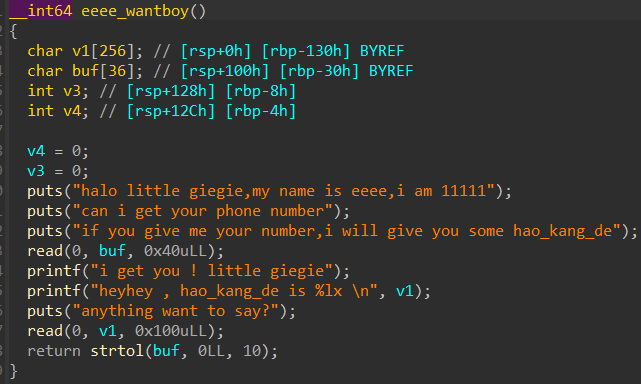 __int64 eeee_wantboy()
{
char v1[256]; // [rsp+0h] [rbp-130h] BYREF
char buf[36]; // [rsp+100h] [rbp-30h] BYREF
int v3; // [rsp+128h] [rbp-8h]
int v4; // [rsp+12Ch] [rbp-4h]
v4 = 0;
v3 = 0;
puts("halo little giegie,my name is eeee,i am 11111");
puts("can i get your phone number");
puts("if you give me your number,i will give you some hao_kang_de");
read(0, buf, 0x40uLL);
printf("i get you ! little giegie");
printf("heyhey , hao_kang_de is %lx \n", v1);
puts("anything want to say?");
read(0, v1, 0x100uLL);
return strtol(buf, 0LL, 10);
}